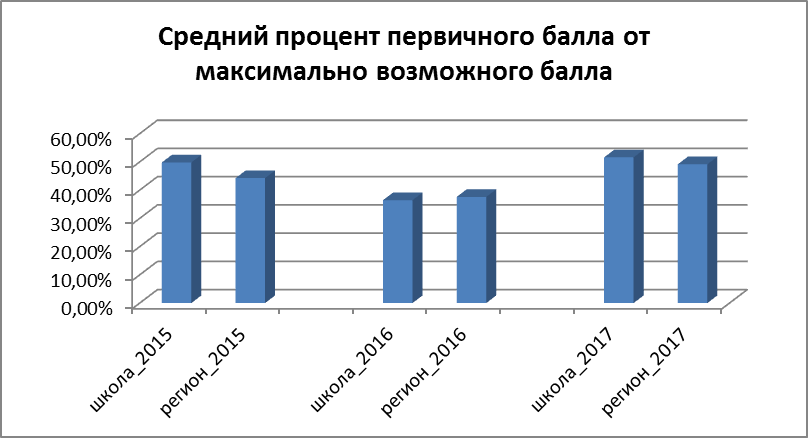 Средний процент первичного балла от
максимально возможного балла
60,00%
50,00%
40,00%
30,00%
20,00%
10,00%
0,00%
школа_2015
регион_2015
школа_2016
регион_2016
школа_2017
регион_2017